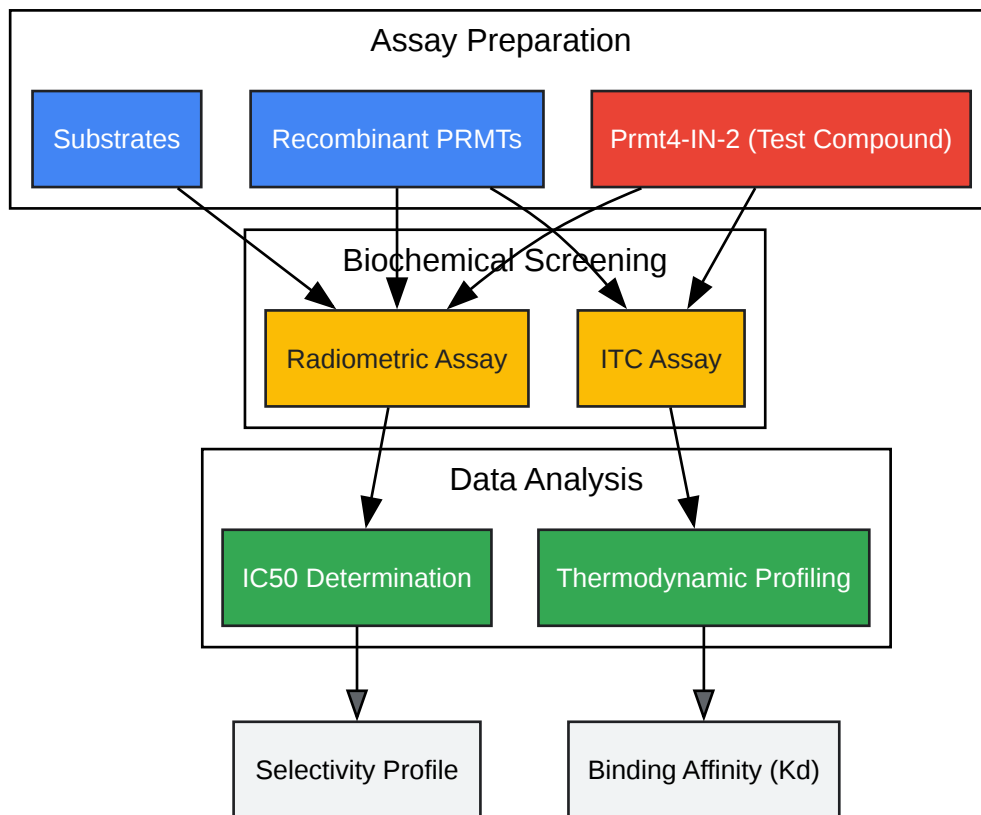 Assay Preparation
Substrates
Recombinant PRMTs
Prmt4-IN-2 (Test Compound)
Biochemical Screening
Radiometric Assay
ITC Assay
Data Analysis
IC50 Determination
Thermodynamic Profiling
Selectivity Profile
Binding Affinity (Kd)